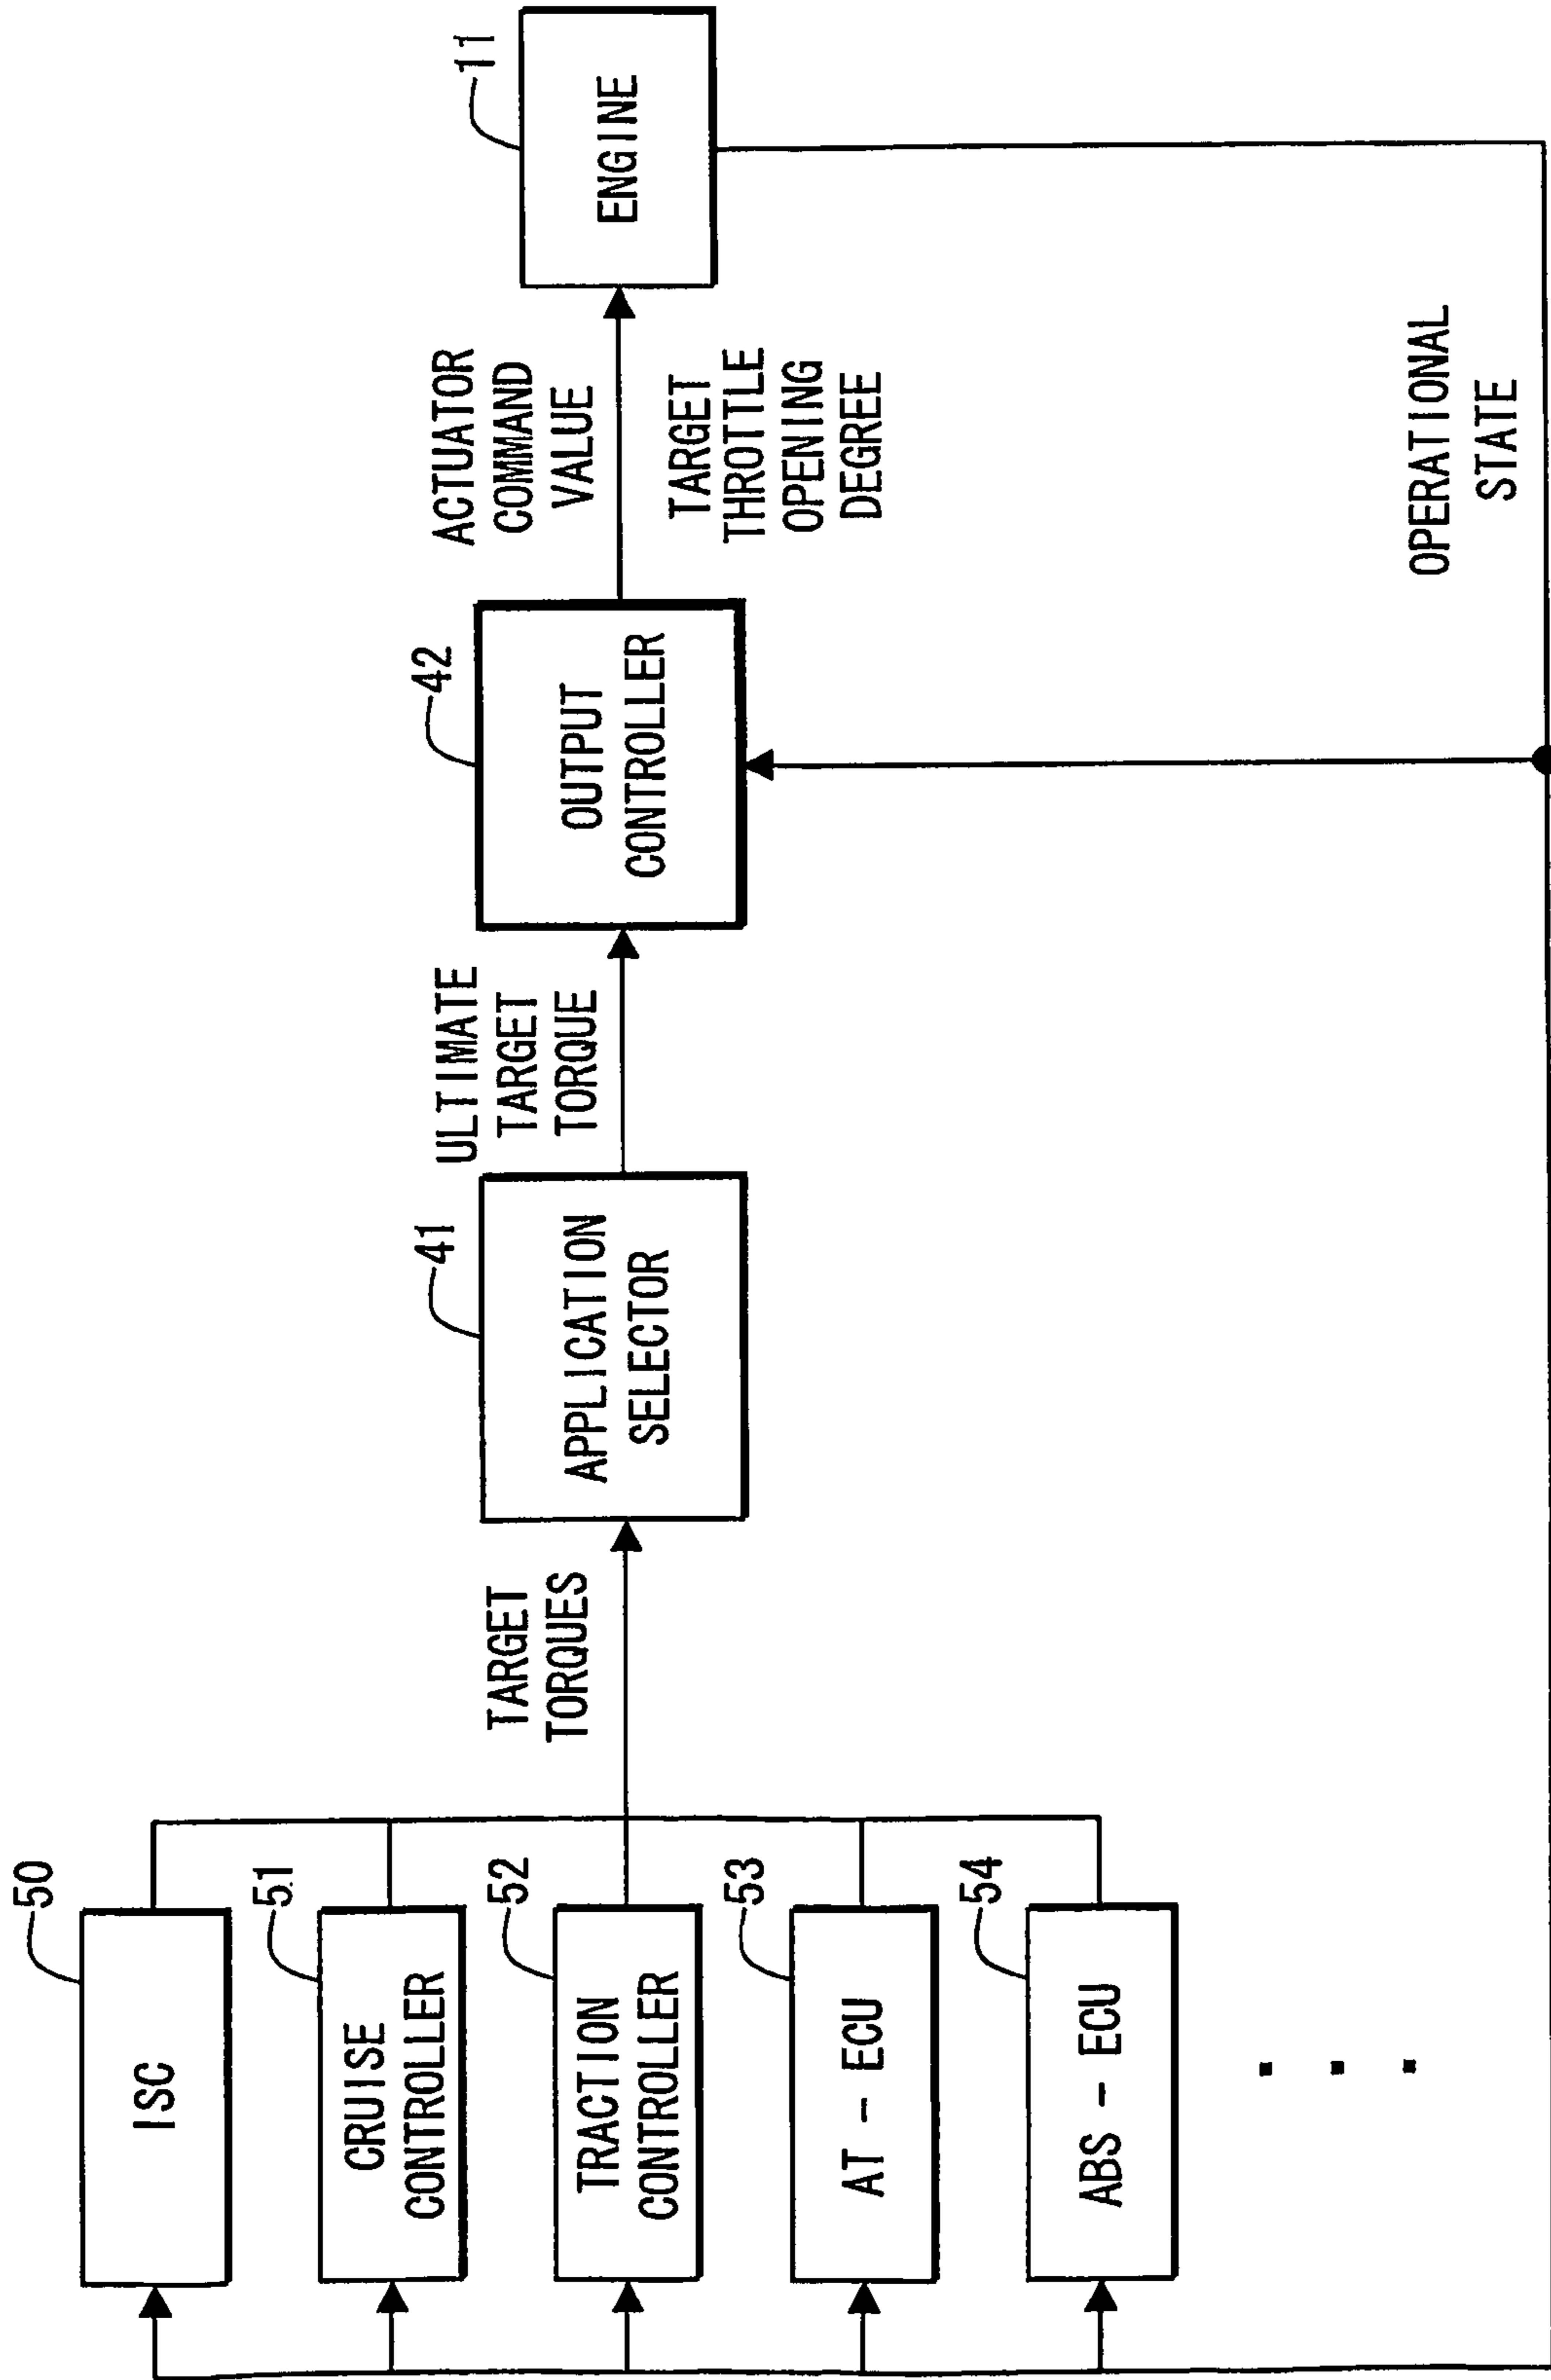 50
ISC
51
CRUISE
CONTROLLER
52
TRACTION
CONTROLLER
53
AT - ECU
54
ABS - ECU
TARGET
TORQUES
41
APPLICATION
SELECTOR
ULTIMATE
TARGET
TORQUE
42
OUTPUT
CONTROLLER
ACTUATOR
COMMAND
VALUE
TARGET
THROTTLE
OPENING
DEGREE
11
ENGINE
OPERATIONAL
STATE